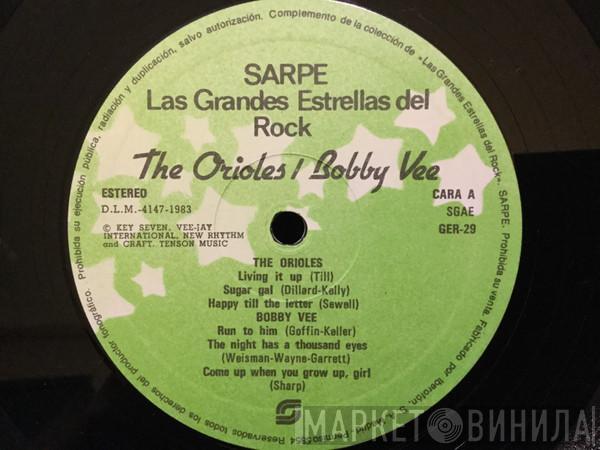 SARPE
Las Grandes Estrellas del
Rock
The Orioles / Bobby Vee
ESTEREO
D.L.M.-4147-1983
© KEY SEVEN, VEE-JAY
INTERNATIONAL, NEW RHYTHM
and CRAFT. TENSON MUSIC
CARA A
SGAE
GER-29
THE ORIOLES
Living it up (Till)
Sugar gal (Dillard-Kelly)
Happy till the letter (Sewell)
BOBBY VEE
Run to him (Goffin-Keller)
The night has a thousand eyes
(Weisman-Wayne-Garrett)
Come up when you grow up, girl
(Sharp)
Reservados todos los derechos del productor fonográfico. Prohibida su ejecución pública, radiación y duplicación, salvo autorización. Complemento de la colección de «Las Grandes Estrellas del Rock». SARPE. Prohibida su venta. Fabricado por Iberofón, S.A. Madrid.
МАРКЕТ ВИНИЛА